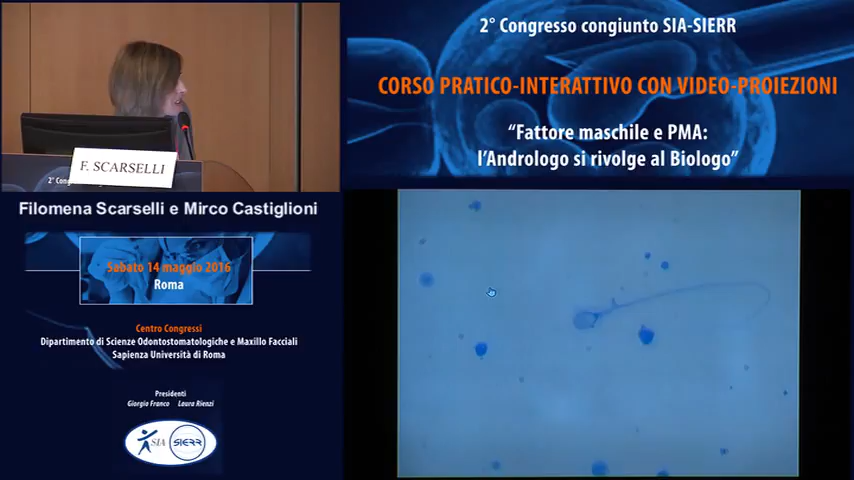 2° Congresso congiunto SIA-SIERR
CORSO PRATICO-INTERATTIVO CON VIDEO-PROIEZIONI
“Fattore maschile e PMA:
l’Andrologo si rivolge al Biologo”
F. SCARSELLI
2° Cong
Filomena Scarselli e Mirco Castiglioni
Sabato 14 maggio 2016
Roma
Centro Congressi
Dipartimento di Scienze Odontostomatologiche e Maxillo Facciali
Sapienza Università di Roma
Presidenti
Giorgio Franco Laura Rienzi
SIA SIERR